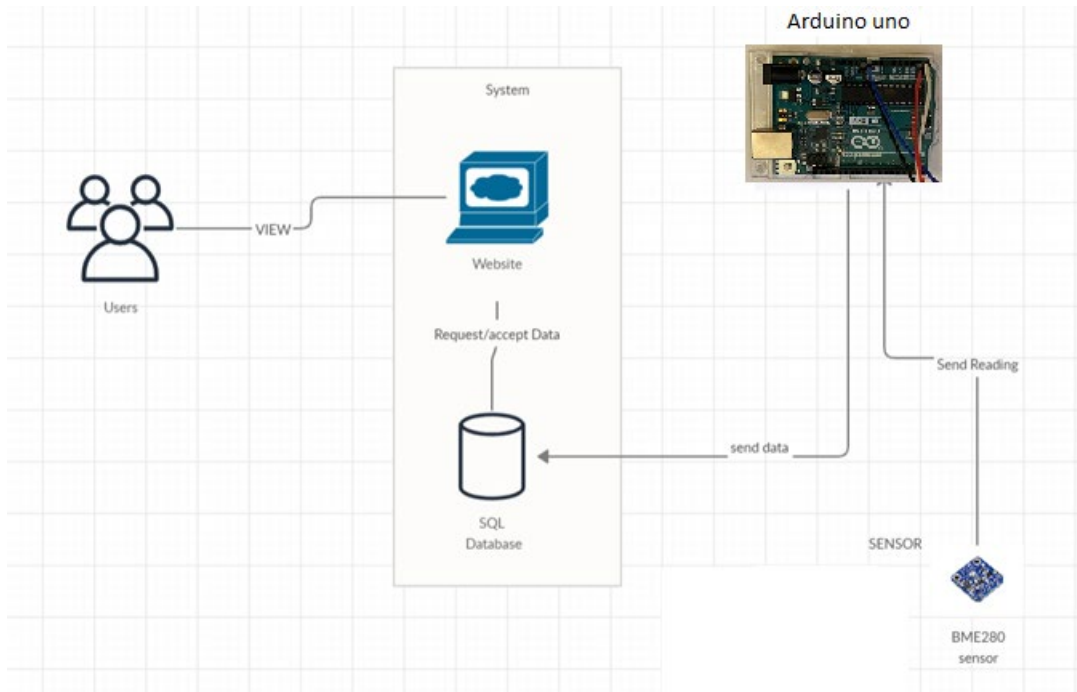 Arduino uno
System
VIEW
Website
Users
Request/accept Data
Send Reading
send data
SQL
Database
SENSOR
BME280
sensor